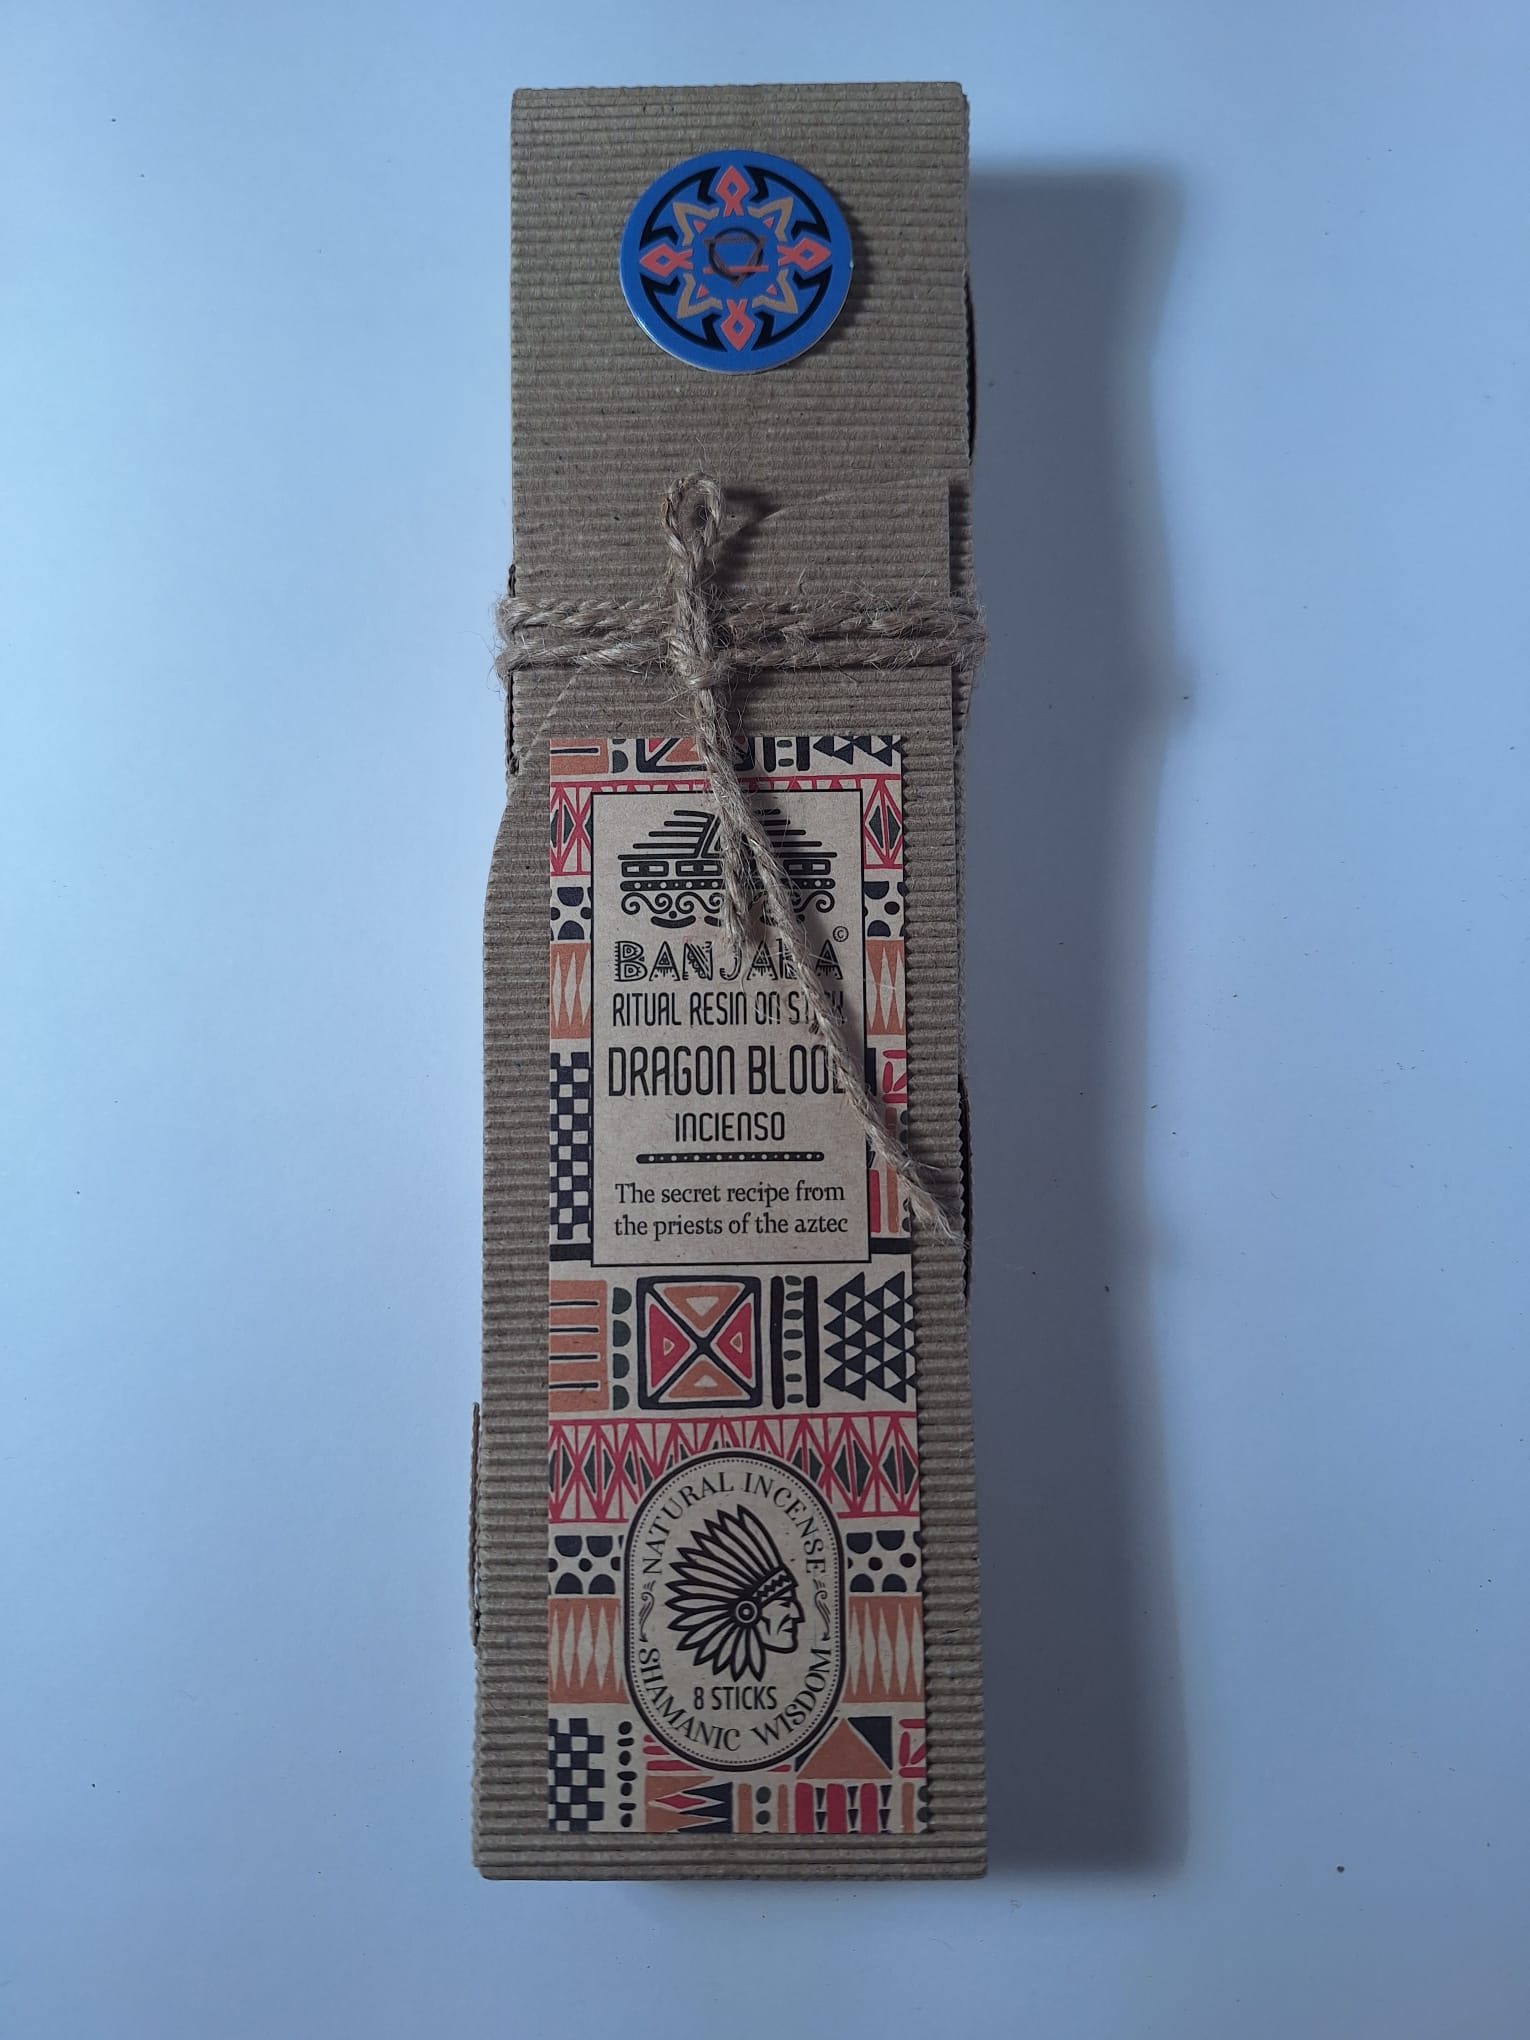 BANJARA©
RITUAL RESIN ON STICK
DRAGON BLOOD
INCIENSO
The secret recipe from
the priests of the aztec
NATURAL INCENSE
8 STICKS
SHAMANIC WISDOM